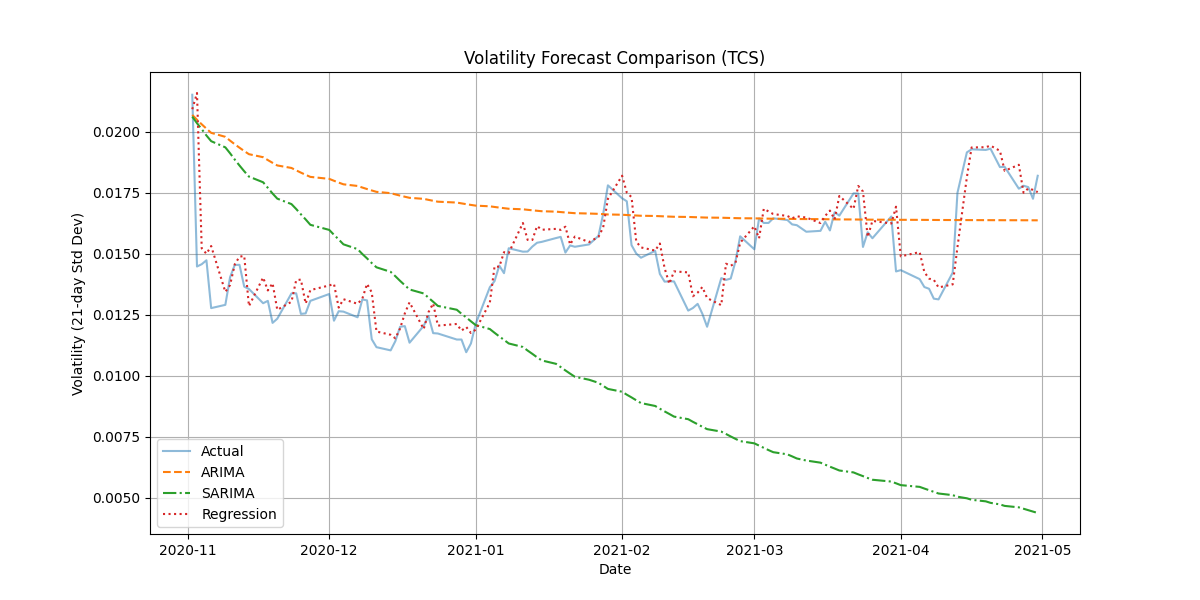 Volatility Forecast Comparison (TCS)
Volatility (21-day Std Dev)
0.0200
0.0175
0.0150
0.0125
0.0100
0.0075
0.0050
Actual
ARIMA
SARIMA
Regression
2020-11 2020-12 2021-01 2021-02 2021-03 2021-04 2021-05
Date